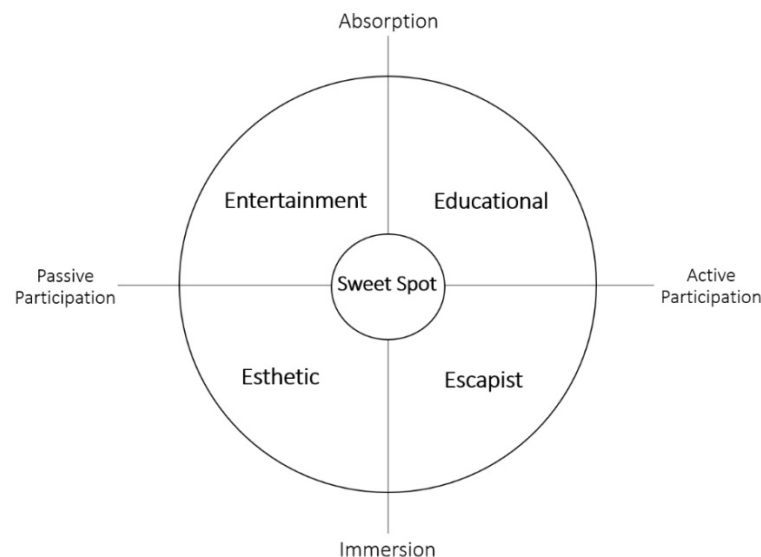 Absorption
Entertainment
Educational
Passive
Participation
Sweet Spot
Active
Participation
Esthetic
Escapist
Immersion